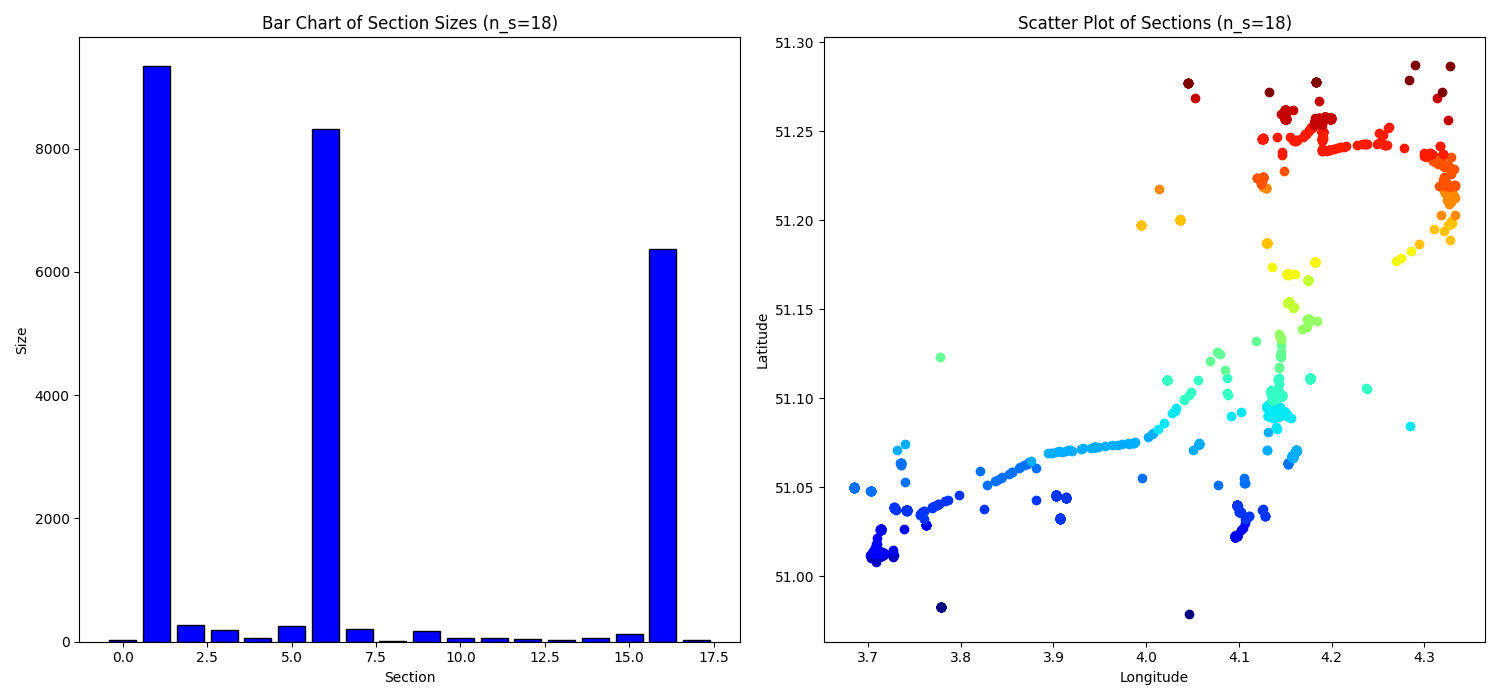 Bar Chart of Section Sizes (n_s=18)
Size
8000
6000
4000
2000
0
0.0 2.5 5.0 7.5 10.0 12.5 15.0 17.5
Section
Scatter Plot of Sections (n_s=18)
Latitude
51.30
51.25
51.20
51.15
51.10
51.05
51.00
3.7 3.8 3.9 4.0 4.1 4.2 4.3
Longitude